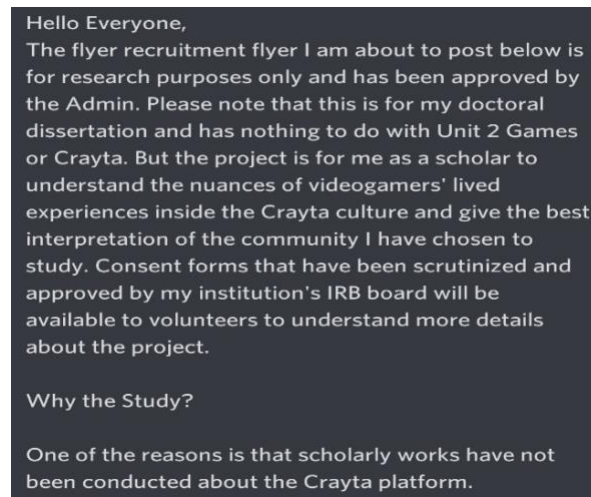 Hello Everyone,
The flyer recruitment flyer I am about to post below is
for research purposes only and has been approved by
the Admin. Please note that this is for my doctoral
dissertation and has nothing to do with Unit 2 Games
or Crayta. But the project is for me as a scholar to
understand the nuances of videogamers' lived
experiences inside the Crayta culture and give the best
interpretation of the community I have chosen to
study. Consent forms that have been scrutinized and
approved by my institution's IRB board will be
available to volunteers to understand more details
about the project.
Why the Study?
One of the reasons is that scholarly works have not
been conducted about the Crayta platform.